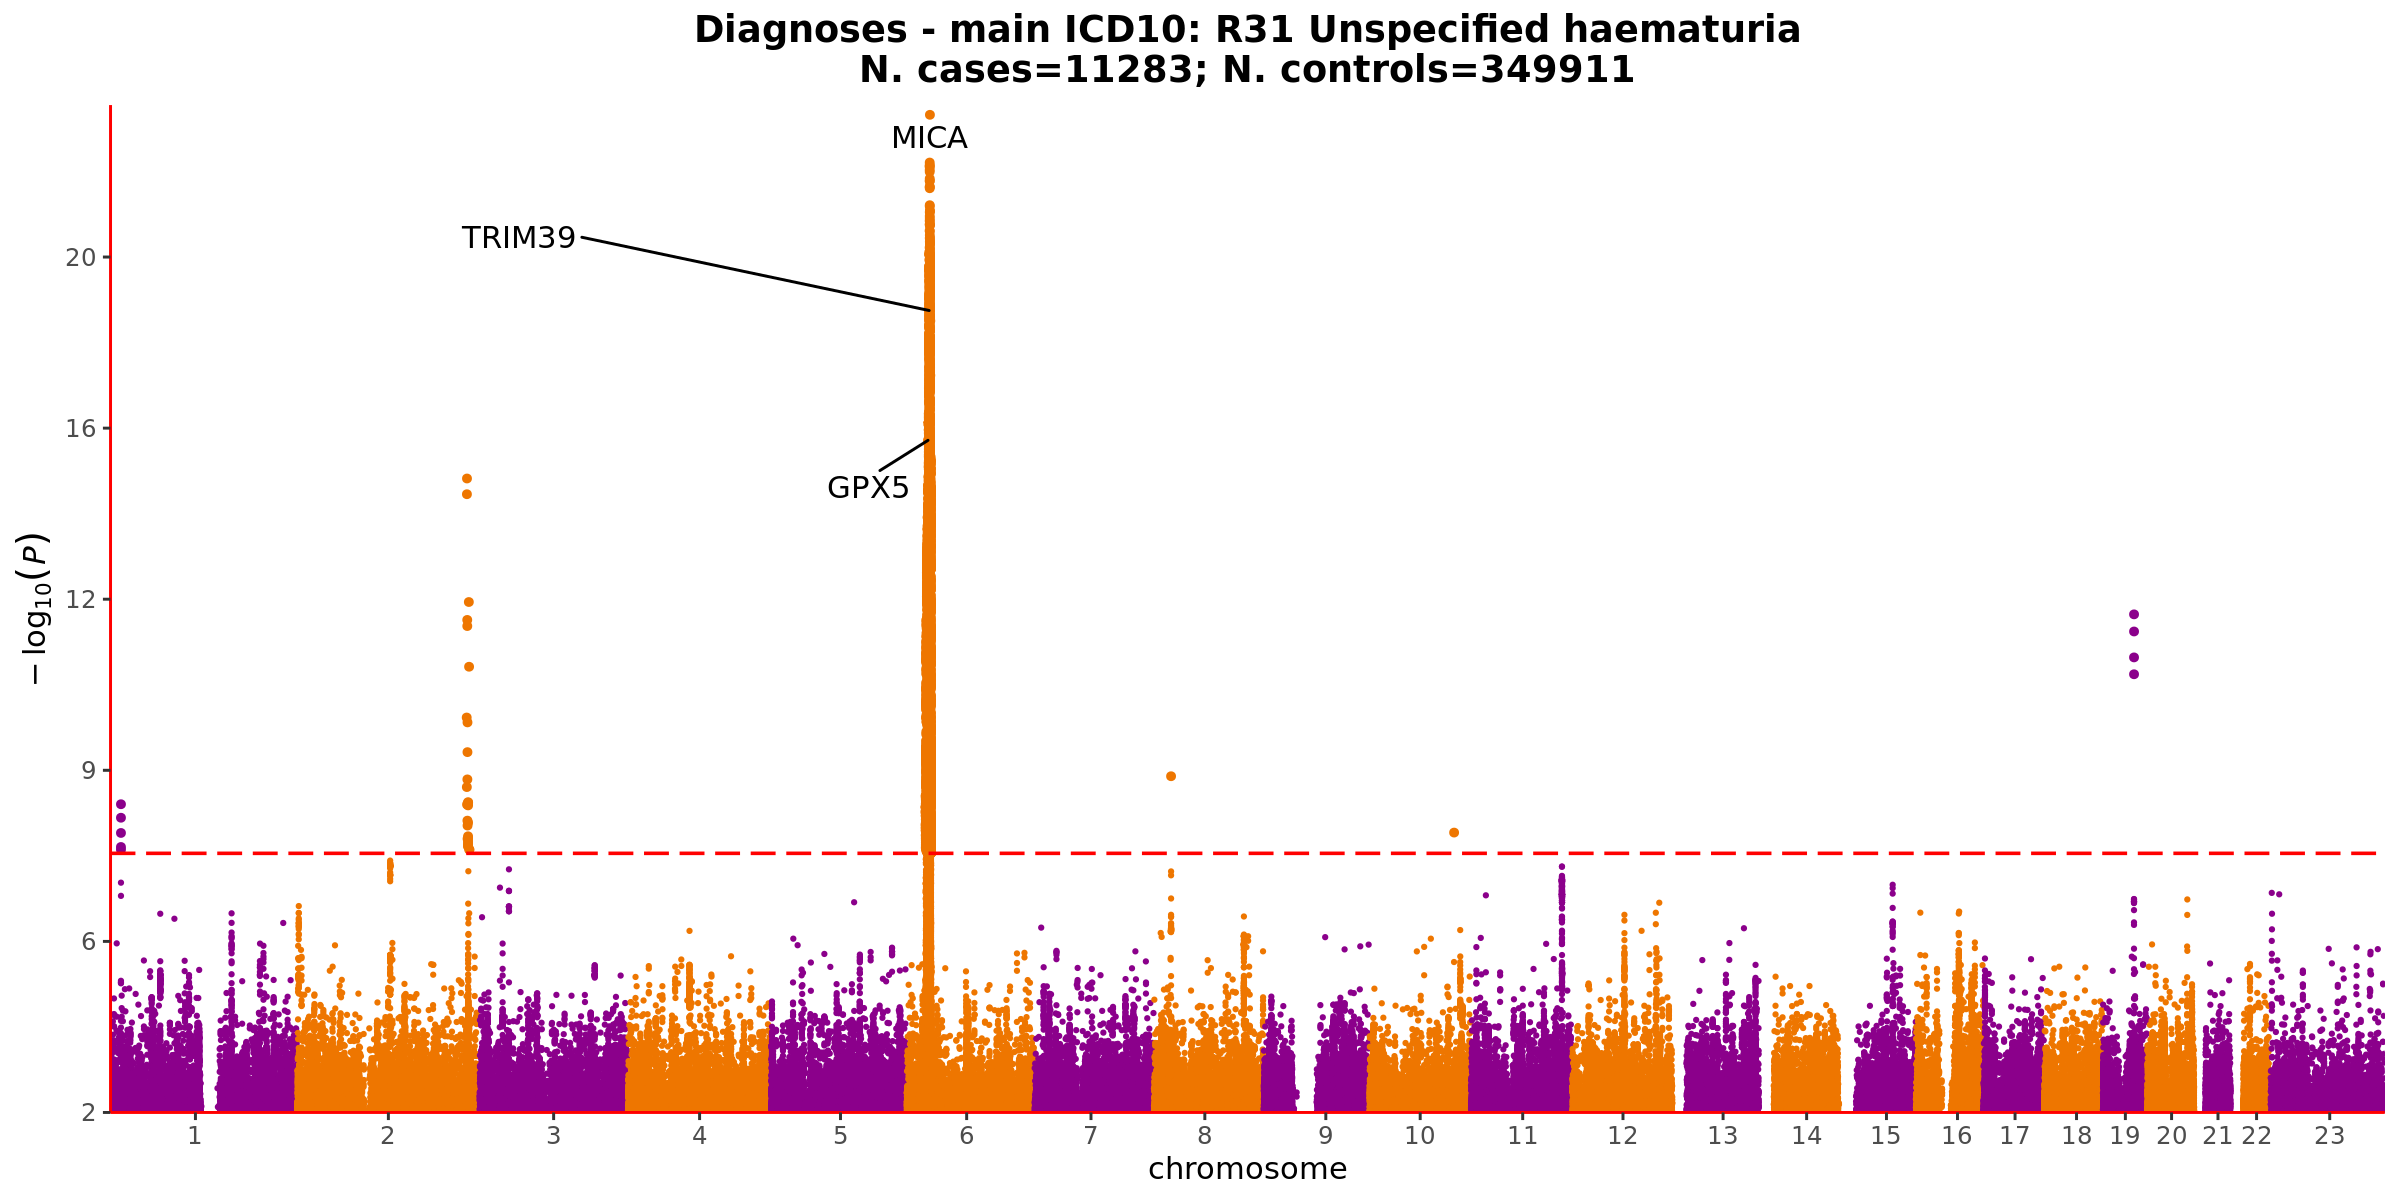 Diagnoses - main ICD10: R31 Unspecified haematuria
N. cases=11283; N. controls=349911
MICA
TRIM39
GPX5
20
16
12
9
6
2
− log10(P)
1 2 3 4 5 6 7 8 9 10 11 12 13 14 15 16 17 18 19 20 21 22 23
chromosome